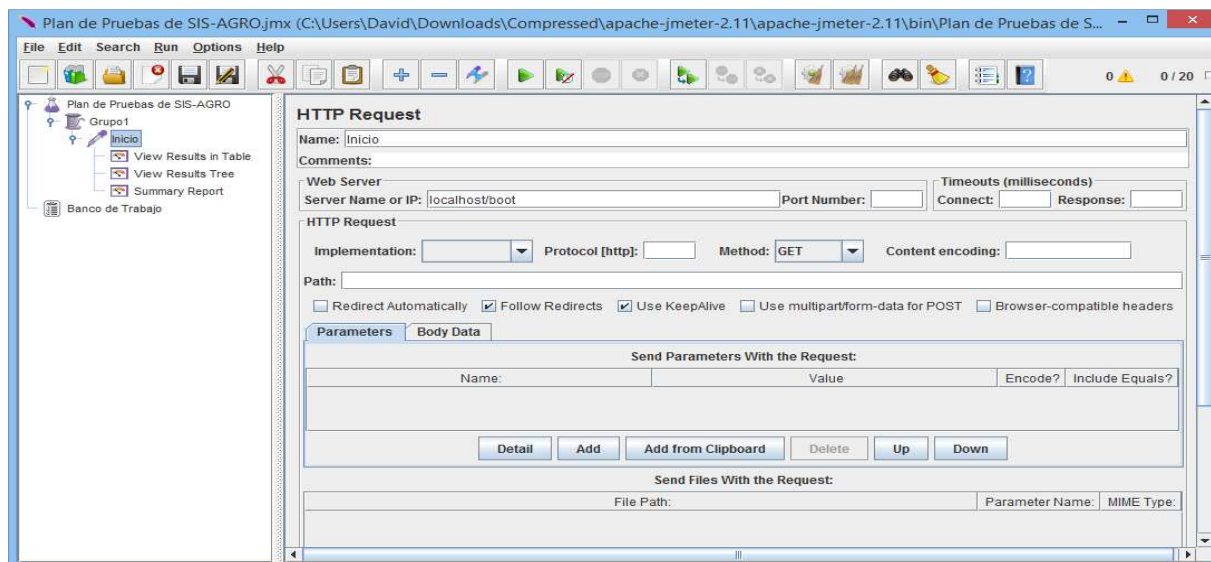 Plan de Pruebas de SIS-AGRO.jmx (C:\Users\David\Downloads\Compressed\apache-jmeter-2.11\apache-jmeter-2.11\bin\Plan de Pruebas de S...
File Edit Search Run Options Help
0 0 / 20
Plan de Pruebas de SIS-AGRO
Grupo1
Inicio
View Results in Table
View Results Tree
Summary Report
Banco de Trabajo
HTTP Request
Name: Inicio
Comments:
Web Server Timeouts (milliseconds)
Server Name or IP: localhost/boot Port Number: Connect: Response:
HTTP Request
Implementation: Protocol [http]: Method: GET Content encoding:
Path:
Redirect Automatically Follow Redirects Use KeepAlive Use multipart/form-data for POST Browser-compatible headers
Parameters Body Data
Send Parameters With the Request:
Name: Value Encode? Include Equals?
Detail Add Add from Clipboard Delete Up Down
Send Files With the Request:
File Path: Parameter Name: MIME Type: